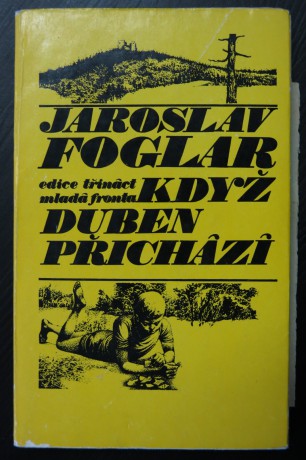 JAROSLAV
FOGLAR
edice třináct
mladá fronta
KDYŽ
DUBEN
PŘICHÁZÍ